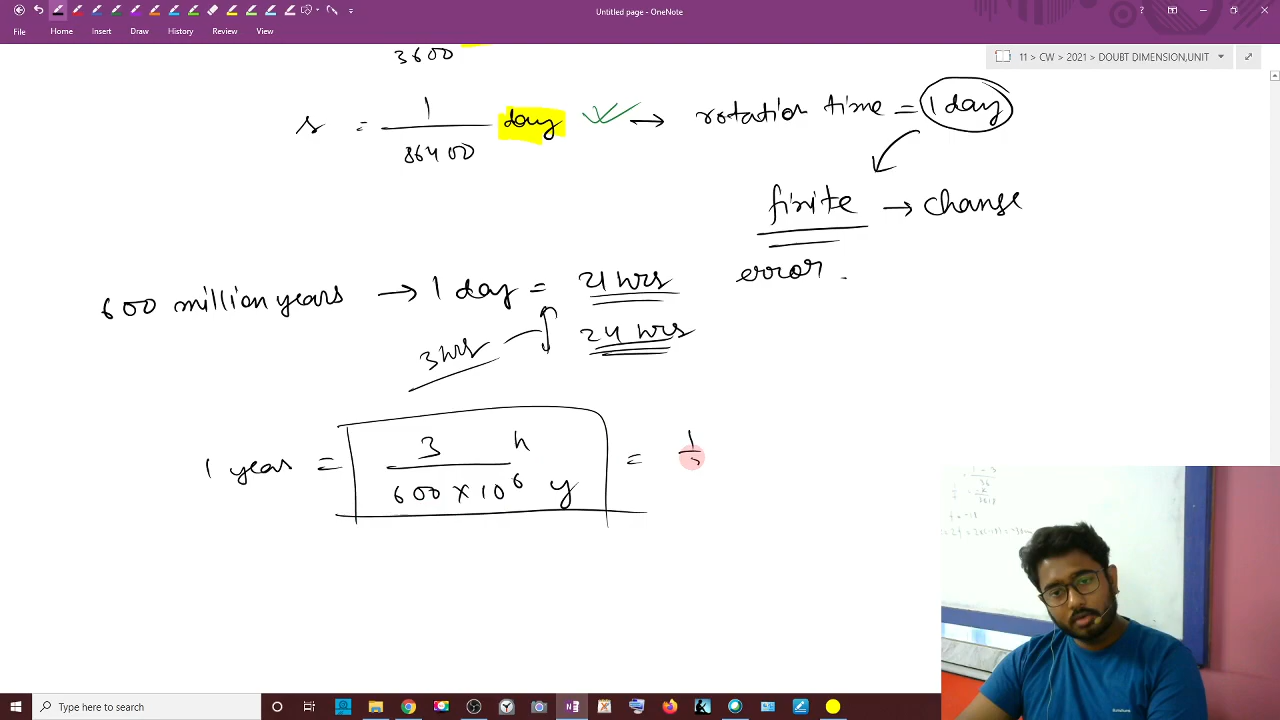 Untitled page - OneNote
File Home Insert Draw History Review View
11 > CW > 2021 > DOUBT DIMENSION,UNIT
3600
s = 1/86400 day → rotation time = 1 day
finite → change
error.
600 million years → 1 day = 21 hrs
24 hrs
3 hrs
1 year = 3 h / 600 × 10⁶ y = 1
Type here to search